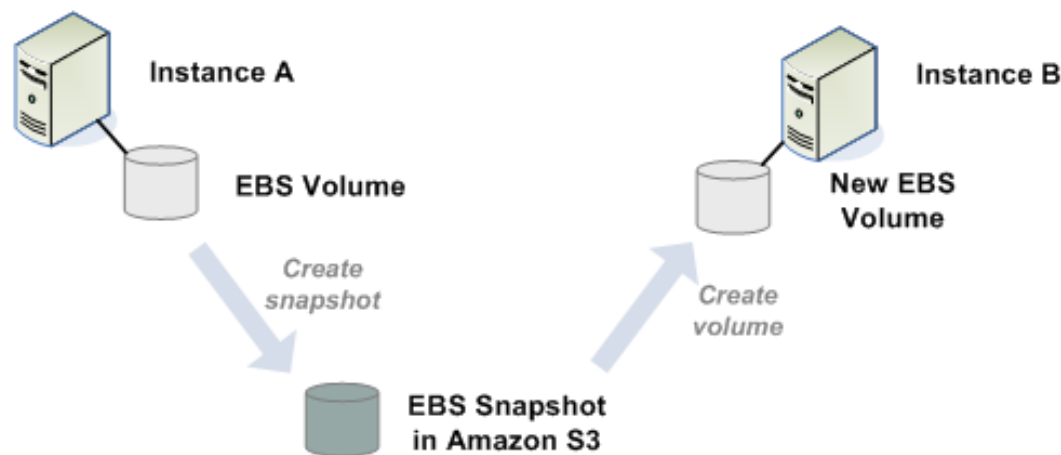 Instance A
EBS Volume
Create
snapshot
EBS Snapshot
in Amazon S3
Create
volume
New EBS
Volume
Instance B